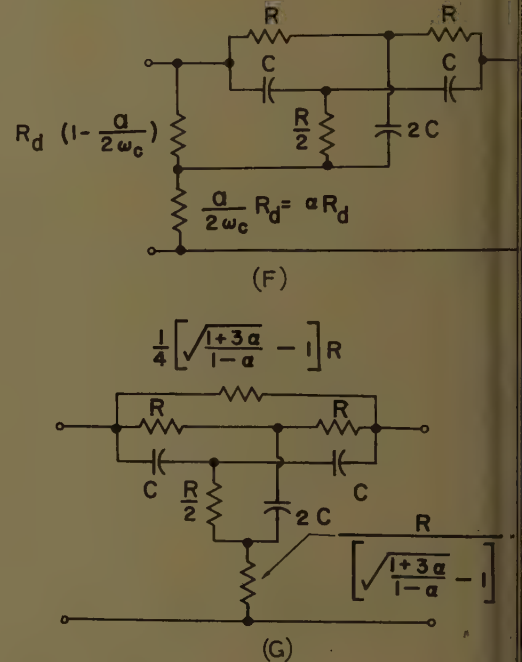 R R
C C
R_d (1-a/2ω_c) R/2 2C
a/2ω_c R_d= αR_d
(F)
1/4 [√(1+3α/1-α) - 1]R
R R
C R/2 2C C
R/[√(1+3α/1-α) - 1]
(G)